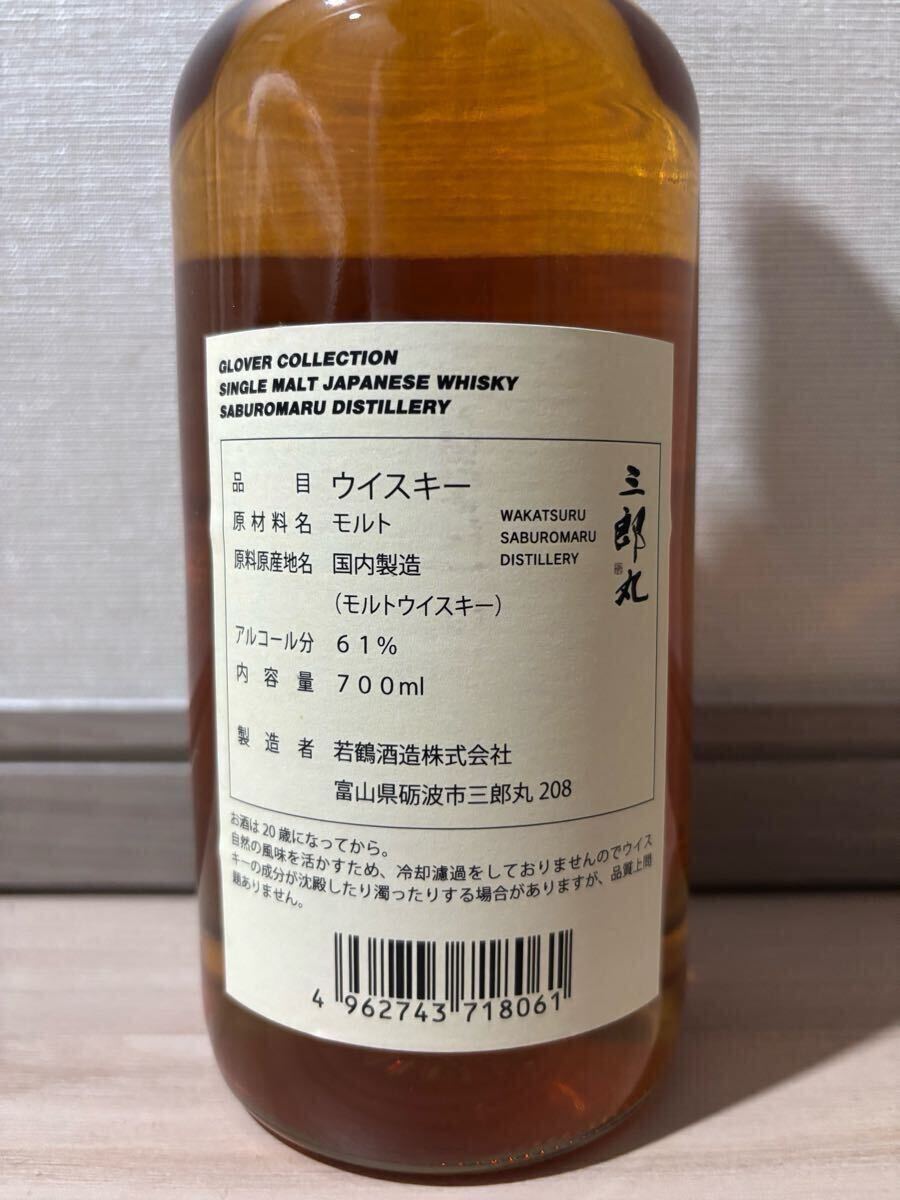 GLOVER COLLECTION
SINGLE MALT JAPANESE WHISKY
SABUROMARU DISTILLERY
品目 ウイスキー
原材料名 モルト
原料原産地名 国内製造
(モルトウイスキー)
アルコール分 61%
内容量 700ml
製造者 若鶴酒造株式会社
富山県砺波市三郎丸 208
WAKATSURU
SABUROMARU
DISTILLERY
三郎丸
お酒は20歳になってから。
自然の風味を活かすため、冷却濾過をしておりませんのでウイス
キーの成分が沈殿したり濁ったりする場合がありますが、品質上問
題ありません。
4 962743 718061